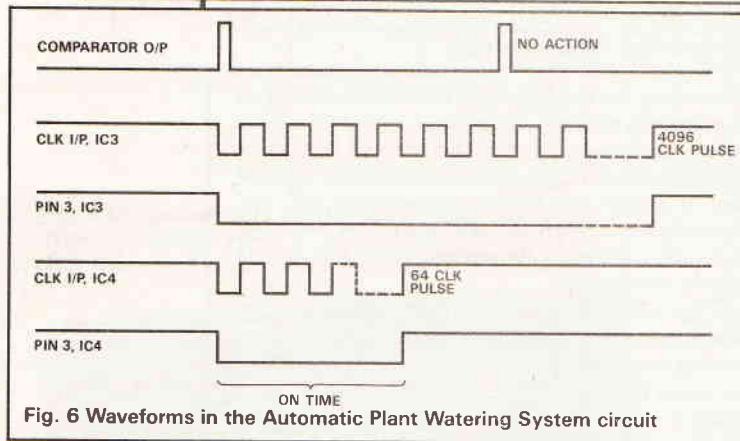 COMPARATOR O/P
NO ACTION
CLK I/P, IC3
4096
CLK PULSE
PIN 3, IC3
CLK I/P, IC4
64 CLK
PULSE
PIN 3, IC4
ON TIME
Fig. 6 Waveforms in the Automatic Plant Watering System circuit